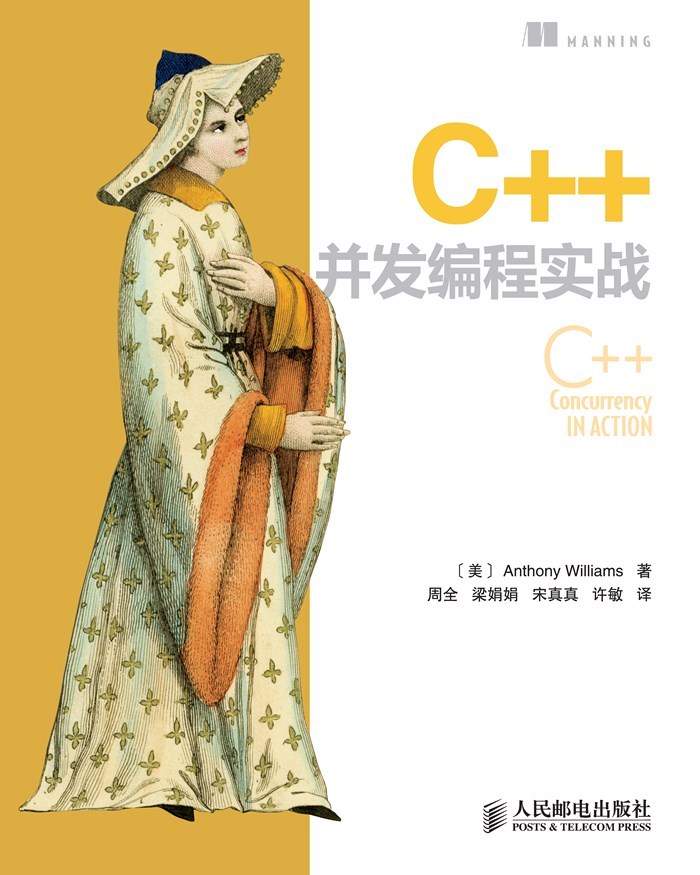 MANNING
C++
并发编程实战
C++
Concurrency
IN ACTION
〔美〕Anthony Williams 著
周全 梁娟娟 宋真真 许敏 译
人民邮电出版社
POSTS & TELECOM PRESS